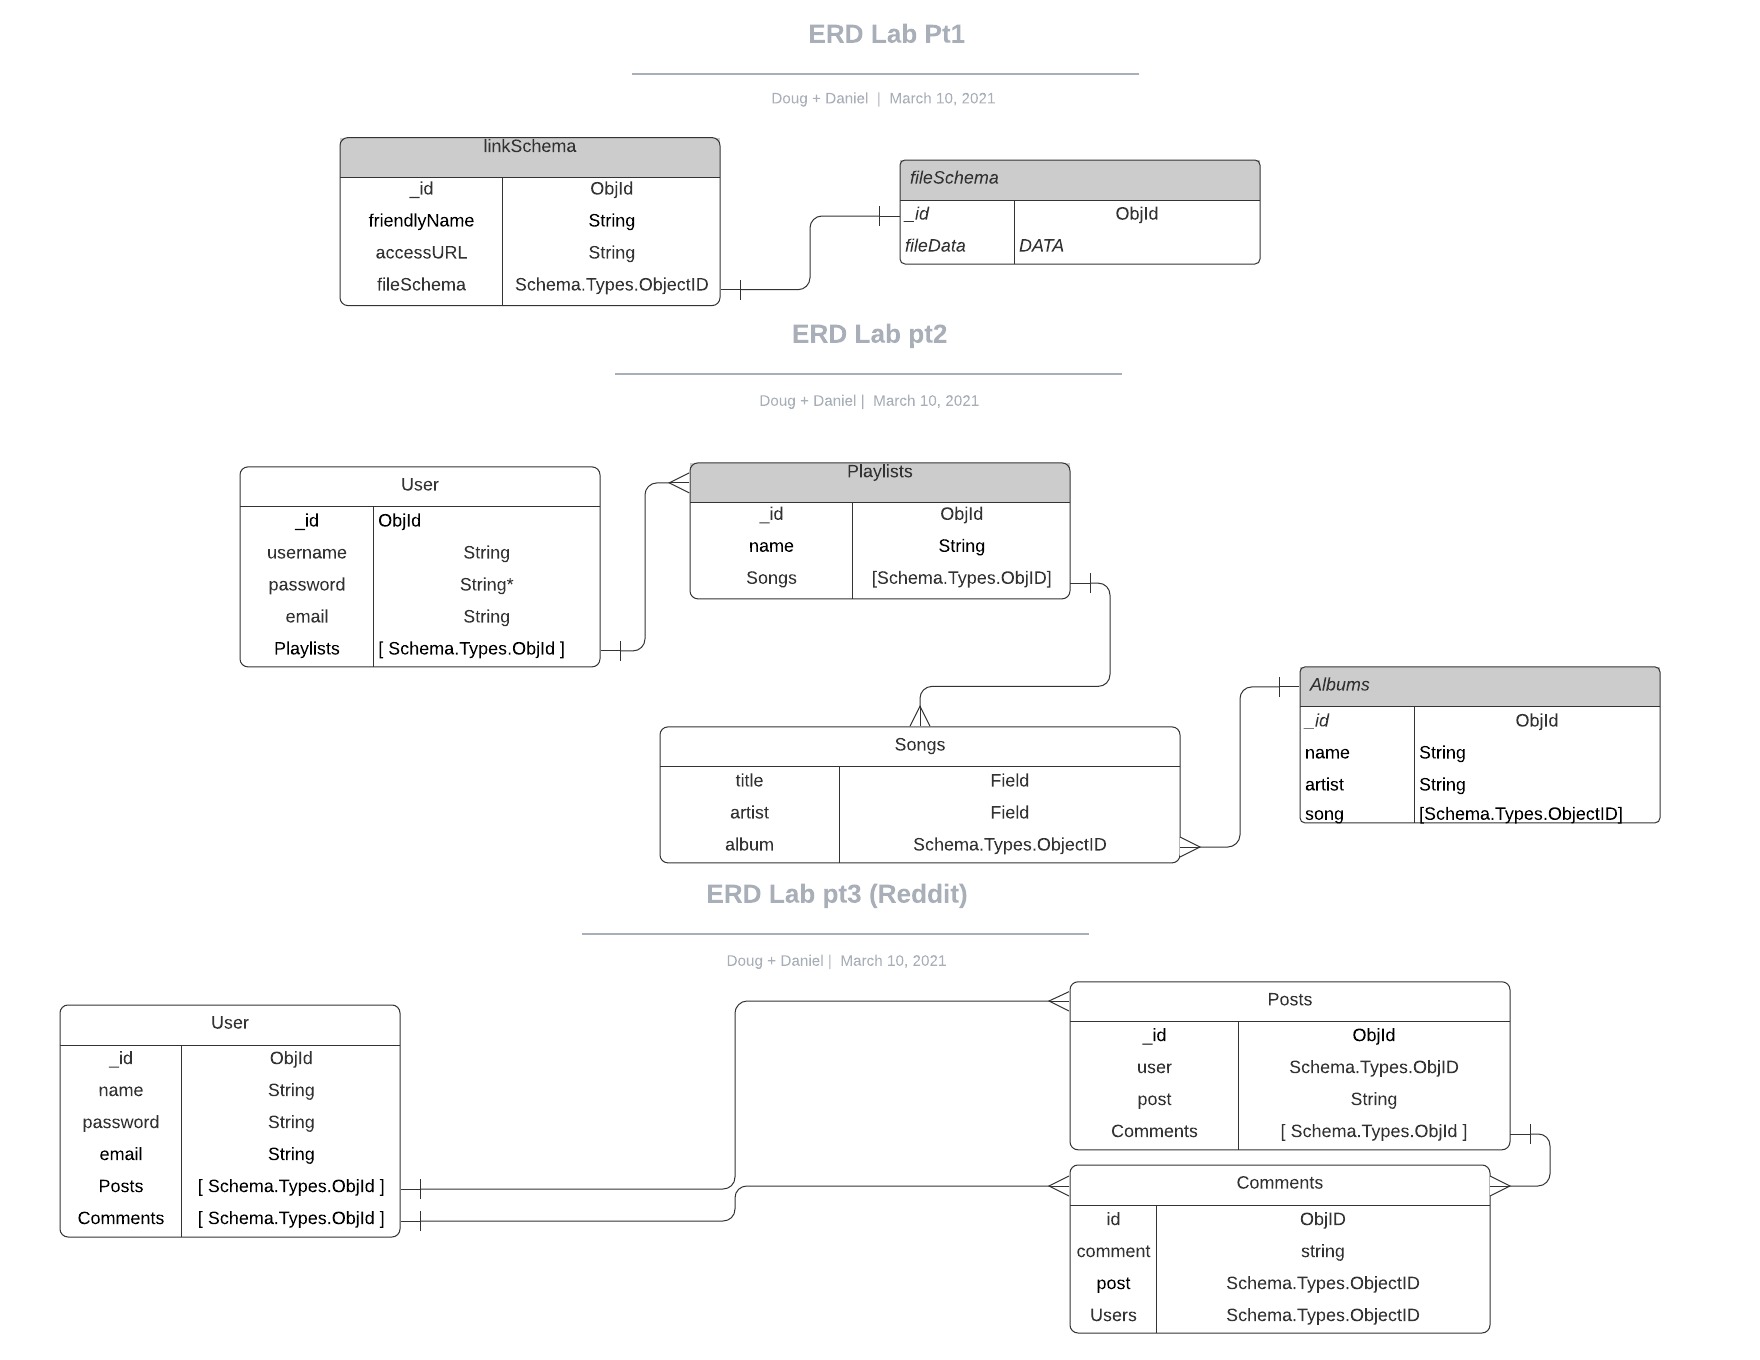 ERD Lab Pt1
Doug + Daniel | March 10, 2021
linkSchema
_id ObjId
friendlyName String
accessURL String
fileSchema Schema.Types.ObjectID
fileSchema
_id ObjId
fileData DATA
ERD Lab pt2
Doug + Daniel | March 10, 2021
User
_id ObjId
username String
password String*
email String
Playlists [ Schema.Types.ObjId ]
Playlists
_id ObjId
name String
Songs [Schema.Types.ObjID]
Songs
title Field
artist Field
album Schema.Types.ObjectID
Albums
_id ObjId
name String
artist String
song [Schema.Types.ObjectID]
ERD Lab pt3 (Reddit)
Doug + Daniel | March 10, 2021
User
_id ObjId
name String
password String
email String
Posts [ Schema.Types.ObjId ]
Comments [ Schema.Types.ObjId ]
Posts
_id ObjId
user Schema.Types.ObjID
post String
Comments [ Schema.Types.ObjId ]
Comments
id ObjID
comment string
post Schema.Types.ObjectID
Users Schema.Types.ObjectID